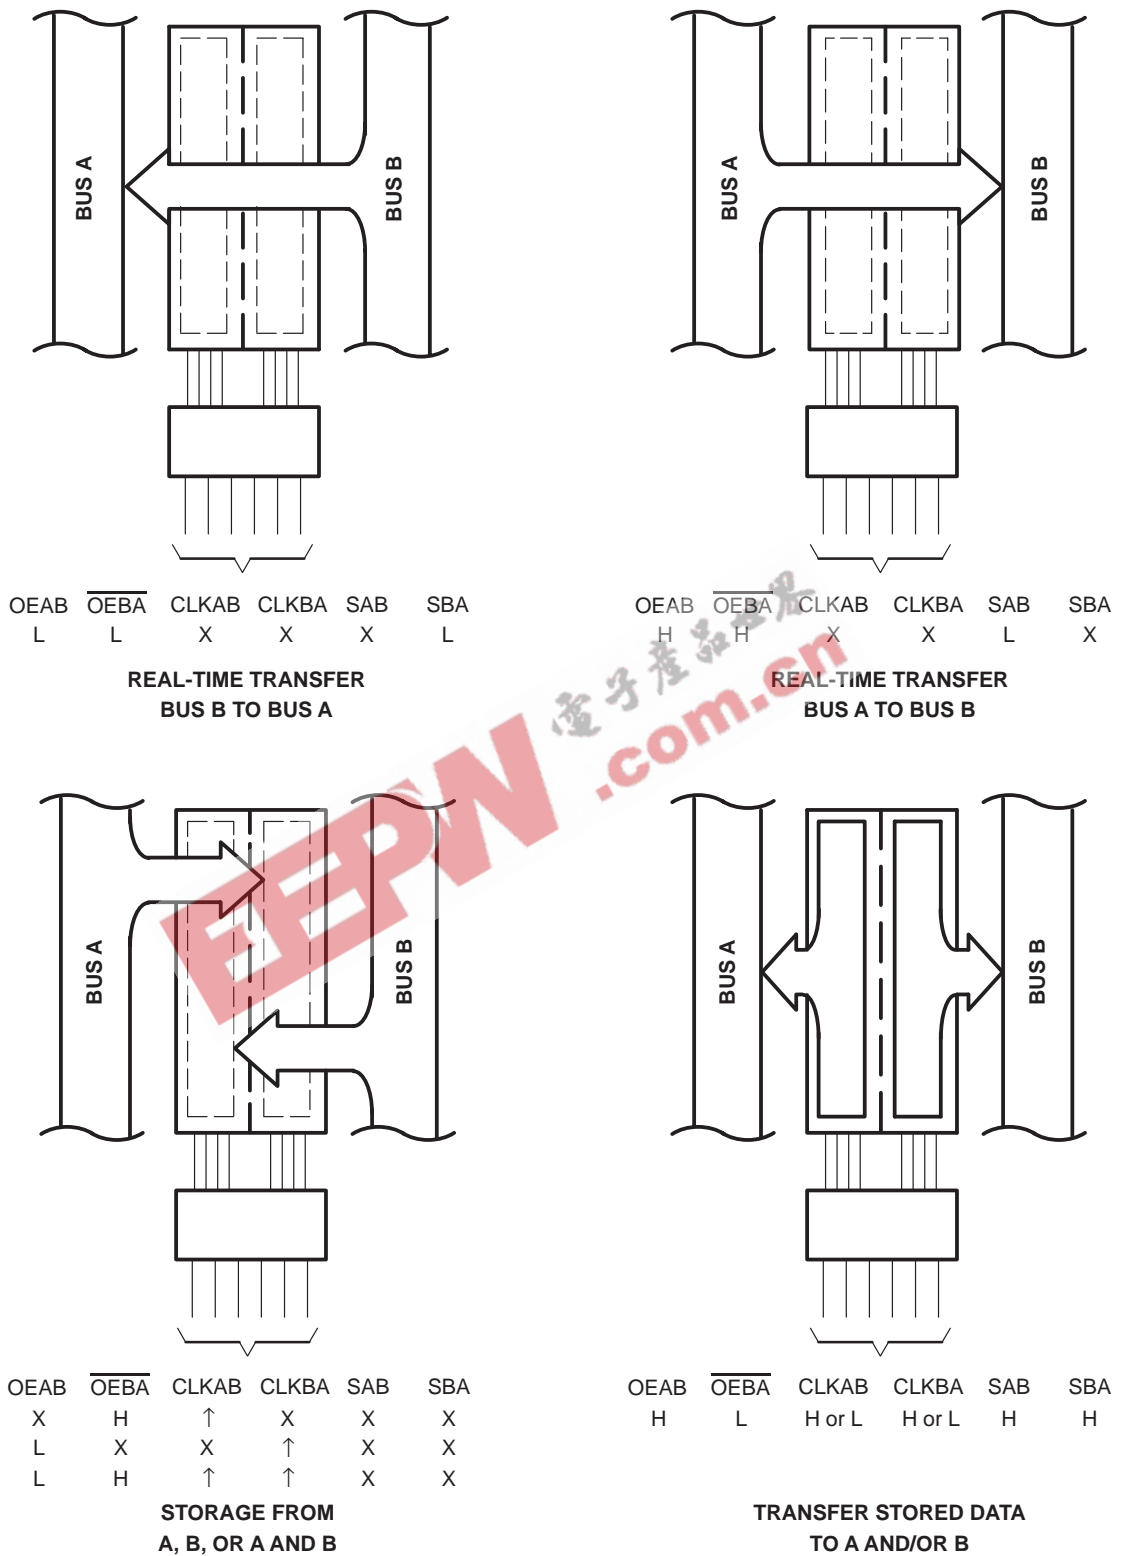 BUS A
BUS B
OEAB OEBA CLKAB CLKBA SAB SBA
L L X X X L
REAL-TIME TRANSFER
BUS B TO BUS A
BUS A
BUS B
OEAB OEBA CLKAB CLKBA SAB SBA
H H X X L X
REAL-TIME TRANSFER
BUS A TO BUS B
EEPW.com.cn
電子產品世界
BUS A
BUS B
OEAB OEBA CLKAB CLKBA SAB SBA
X H ↑ X X X
L X X ↑ X X
L H ↑ ↑ X X
STORAGE FROM
A, B, OR A AND B
BUS A
BUS B
OEAB OEBA CLKAB CLKBA SAB SBA
H L H or L H or L H H
TRANSFER STORED DATA
TO A AND/OR B